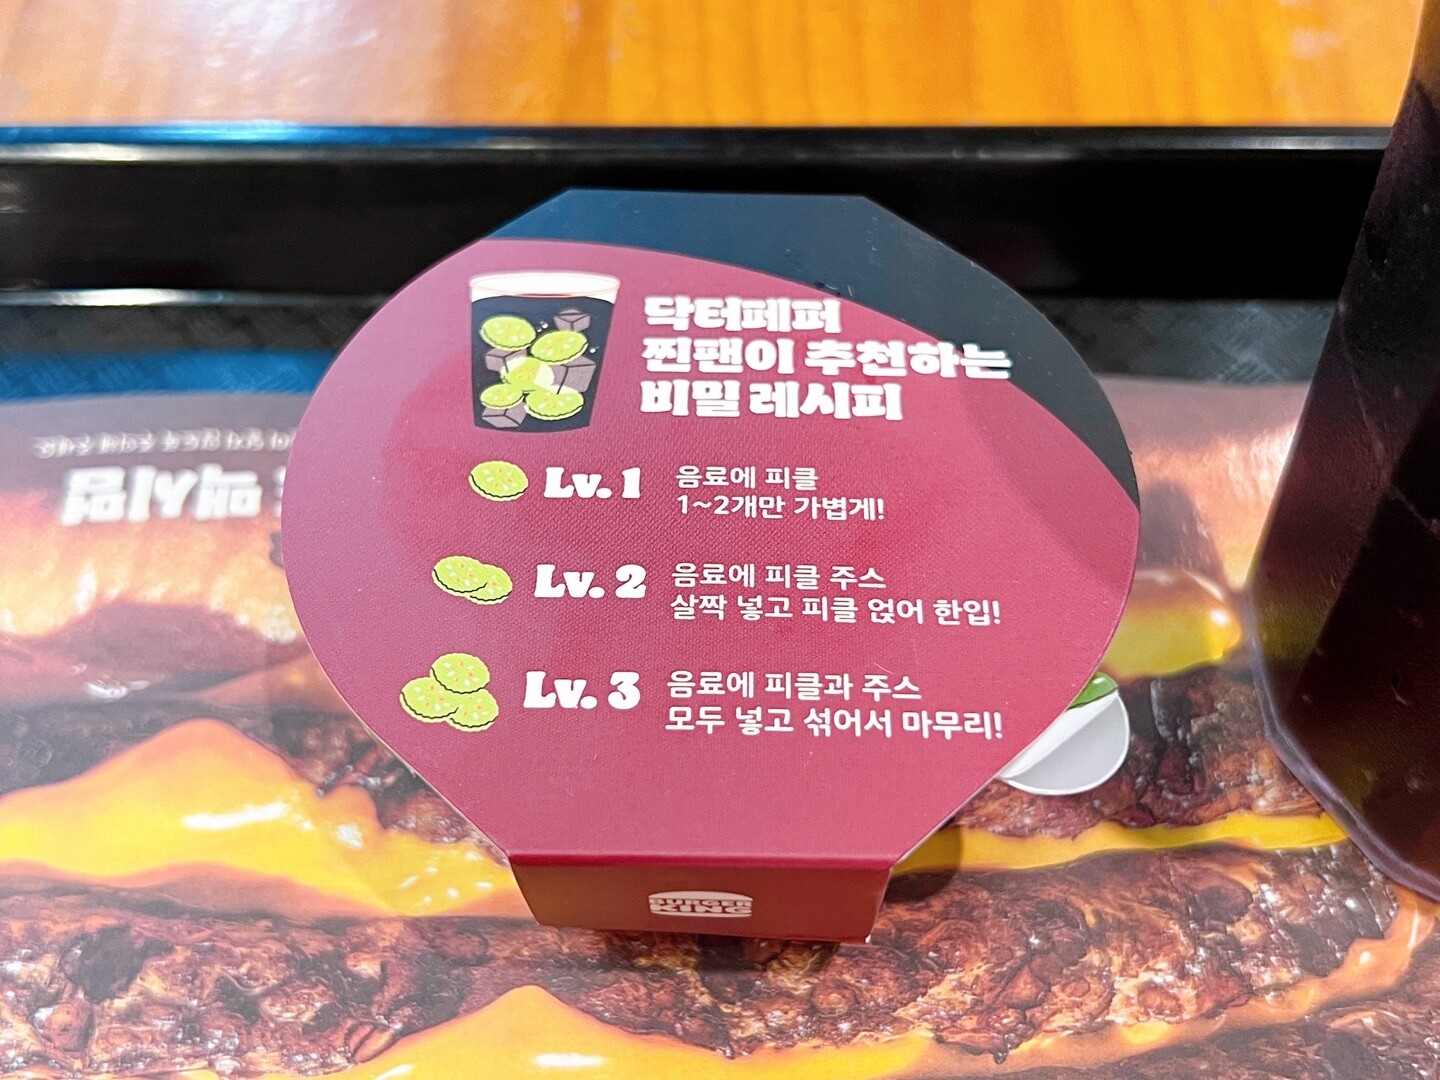 닥터페퍼
찐팬이 추천하는
비밀 레시피
Lv. 1
음료에 피클
1~2개만 가볍게!
Lv. 2
음료에 피클 주스
살짝 넣고 피클 얹어 한입!
Lv. 3
음료에 피클과 주스
모두 넣고 섞어서 마무리!
BURGER
KING
맥시멈